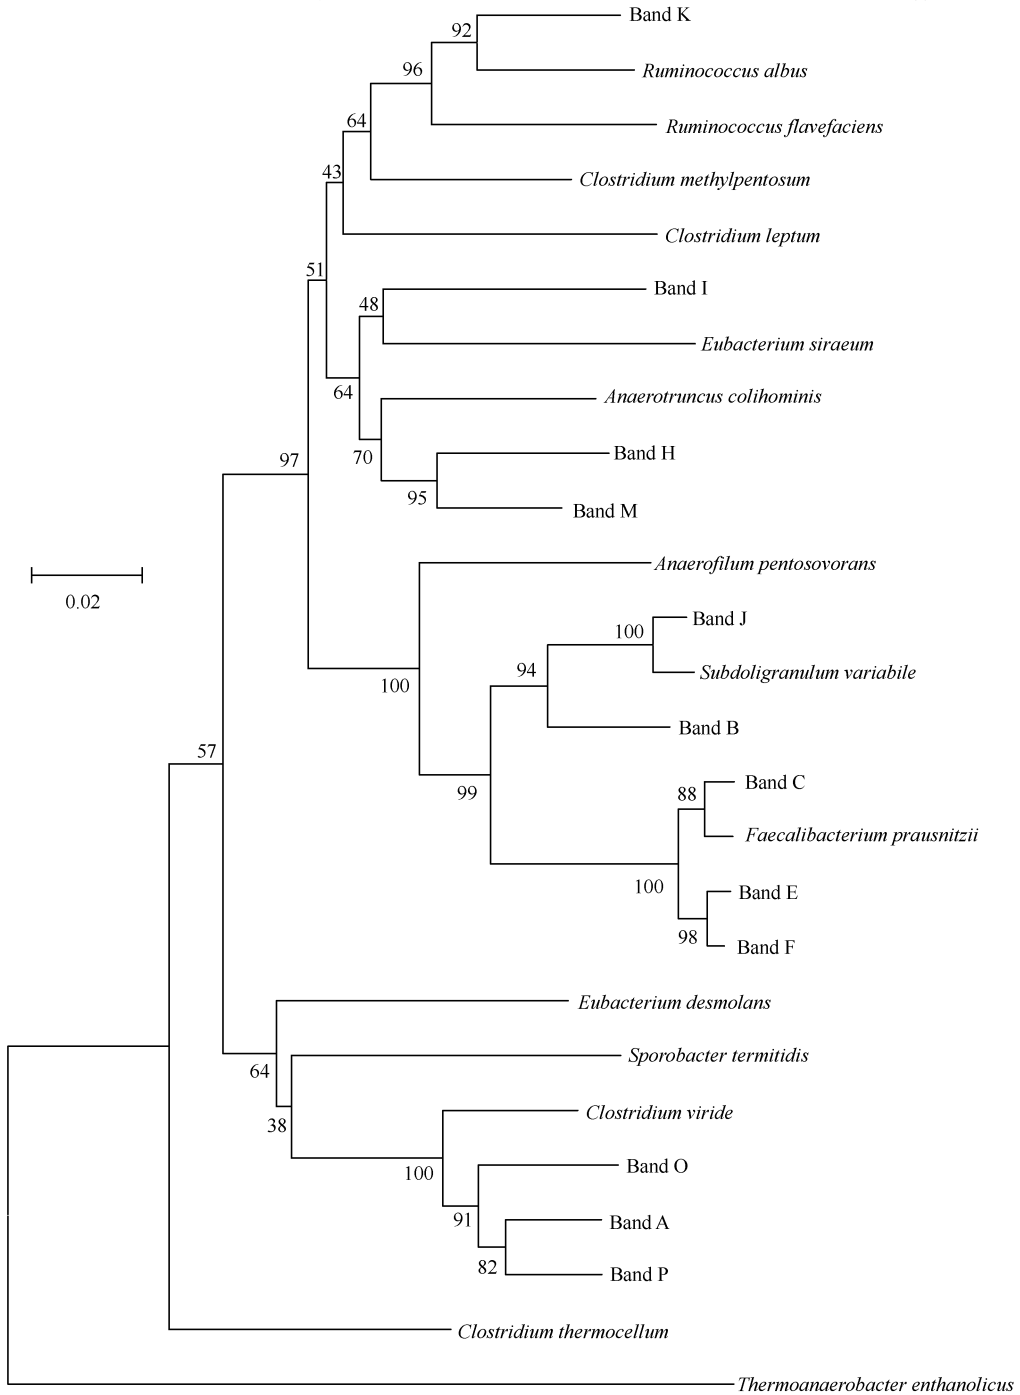 Band K
92
Ruminococcus albus
96
Ruminococcus flavefaciens
64
Clostridium methylpentosum
43
Clostridium leptum
51
Band I
48
Eubacterium siraeum
64
Anaerotruncus colihominis
Band H
70
97
95
Band M
Anaerofilum pentosovorans
0.02
Band J
100
94
Subdoligranulum variabile
100
Band B
57
99
Band C
88
Faecalibacterium prausnitzii
100
Band E
98
Band F
Eubacterium desmolans
Sporobacter termitidis
64
Clostridium viride
38
Band O
100
91
Band A
82
Band P
Clostridium thermocellum
Thermoanaerobacter enthanolicus